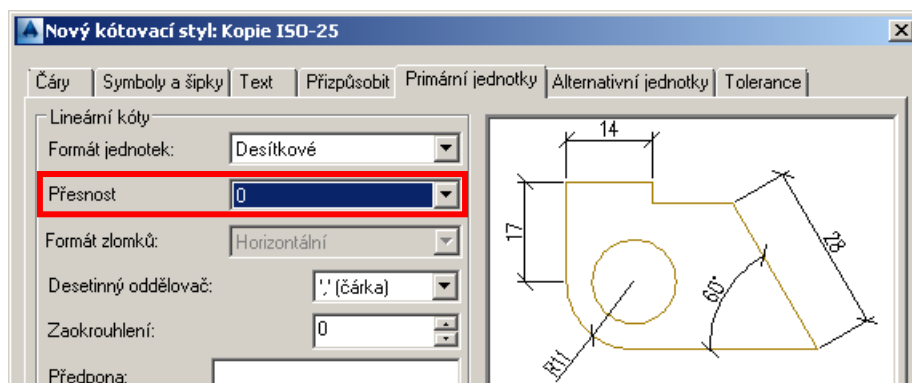 Nový kótovací styl: Kopie ISO-25
Čáry Symboly a šipky Text Přizpůsobit Primární jednotky Alternativní jednotky Tolerance
Lineární kóty
Formát jednotek: Desítkové
Přesnost 0
Formát zlomků: Horizontální
Desetinný oddělovač: ',' (čárka)
Zaokrouhlení: 0
Předpona:
14
17
28
60°
R11